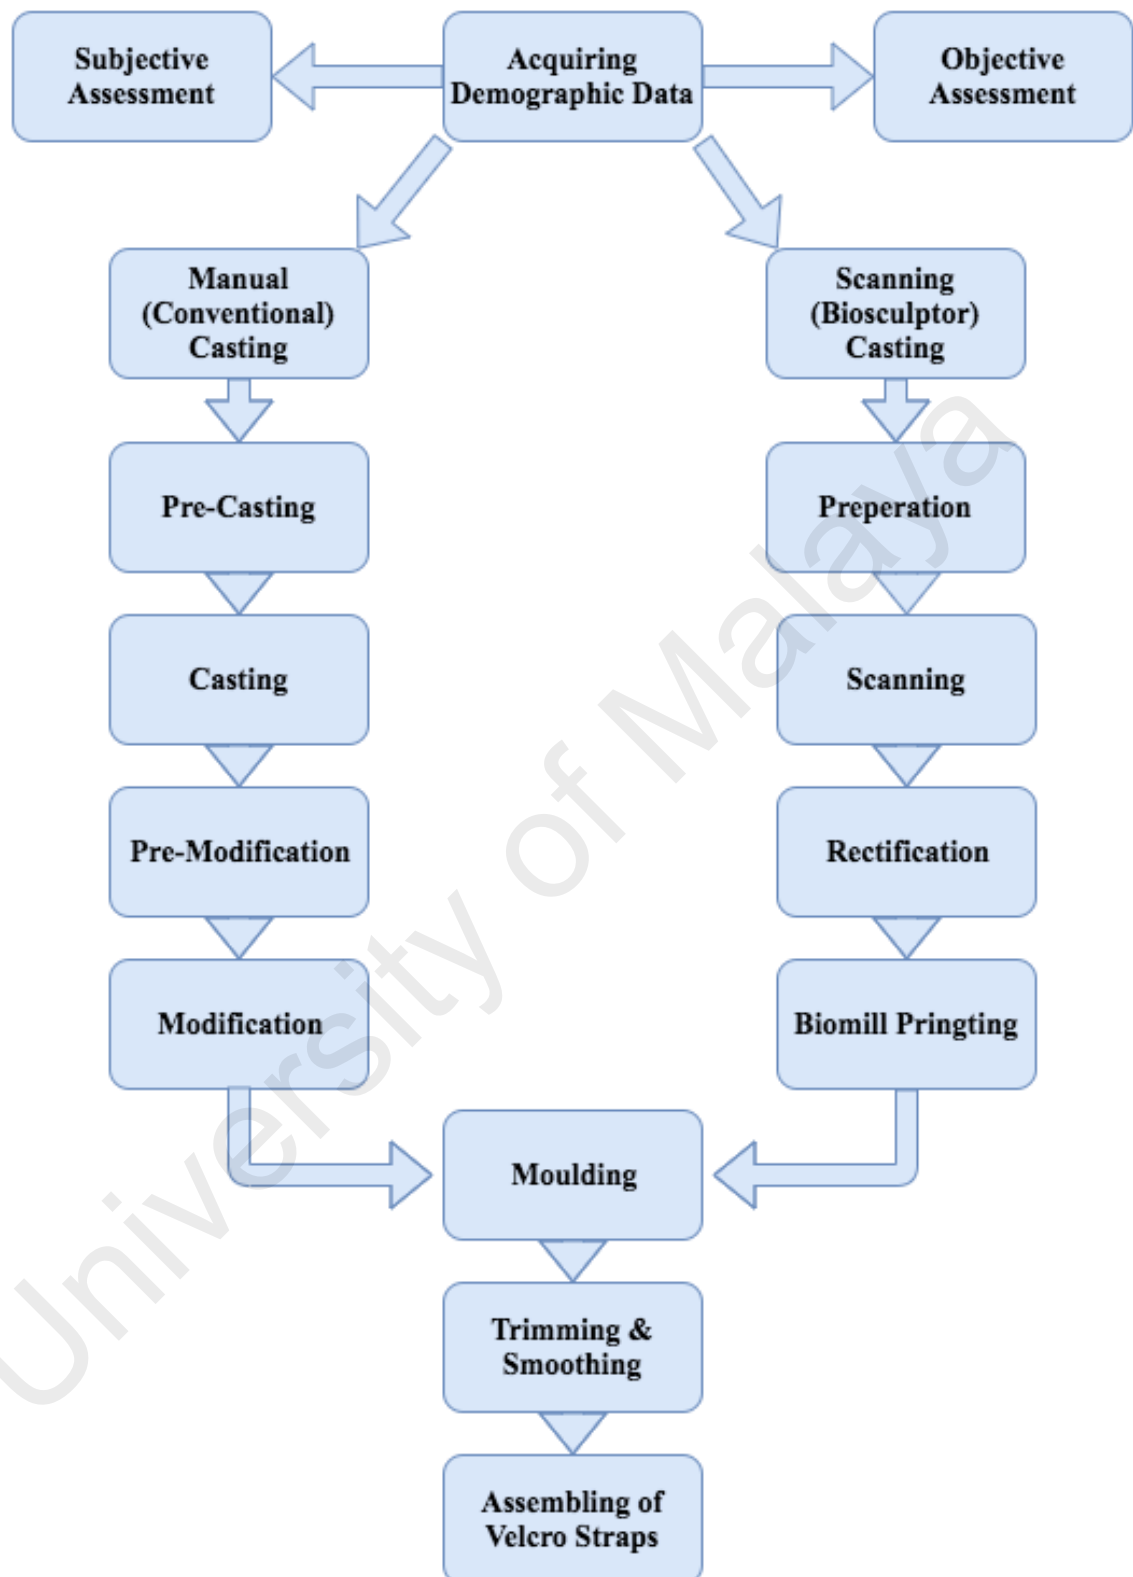 Subjective
Assessment
Acquiring
Demographic Data
Objective
Assessment
Manual
(Conventional)
Casting
Scanning
(Biosculptor)
Casting
Pre-Casting
Preperation
Casting
Scanning
Pre-Modification
Rectification
Modification
Biomill Pringting
Moulding
Trimming &
Smoothing
Assembling of
Velcro Straps
University of Malaya